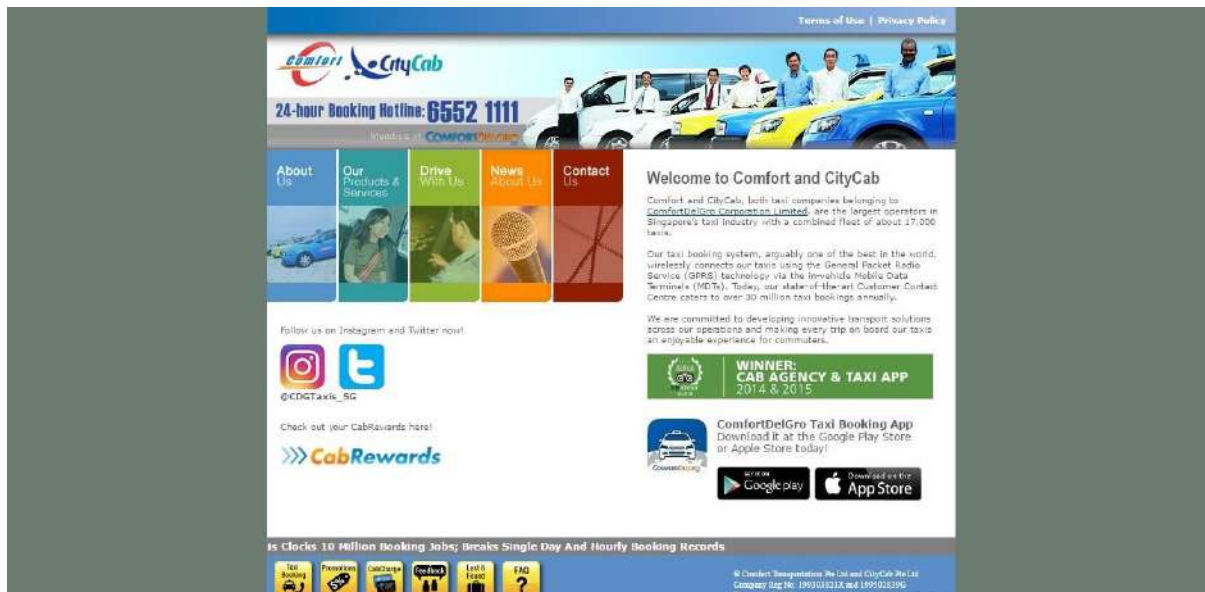 Terms of Use | Privacy Policy
comfort CityCab
24-hour Booking Hotline: 6552 1111
COMFORTDELGRO
About
Us
Our
Products &
Services
Drive
With Us
News
About Us
Contact
Us
Welcome to Comfort and CityCab
Comfort and CityCab, both taxi companies belonging to
ComfortDelGro Corporation Limited, are the largest operators in
Singapore's taxi industry with a combined fleet of about 17,000
taxis.
Our taxi booking system, arguably one of the best in the world,
wirelessly connects our taxis using the General Packet Radio
Service (GPRS) technology via the in-vehicle Mobile Data
Terminals (MDTs). Today, our state-of-the-art Customer Contact
Centre caters to over 30 million taxi bookings annually.
We are committed to developing innovative transport solutions
across our operations and making every trip on board our taxis
an enjoyable experience for commuters.
WINNER:
CAB AGENCY & TAXI APP
2014 & 2015
ComfortDelGro Taxi Booking App
Download it at the Google Play Store
or Apple Store today!
COMFORTDELGRO
GET IT ON
Google play
Download on the
App Store
Follow us on Instagram and Twitter now!
@CDGTaxis_SG
Check out your CabRewards here!
CabRewards
is Clocks 10 Million Booking Jobs; Breaks Single Day And Hourly Booking Records
Taxi
Booking
Promotions
CabCharge
Feedback
Lost &
Found
FAQ
?
© Comfort Transportation Pte Ltd and CityCab Pte Ltd
Company Reg No: 199303821X and 199502839G